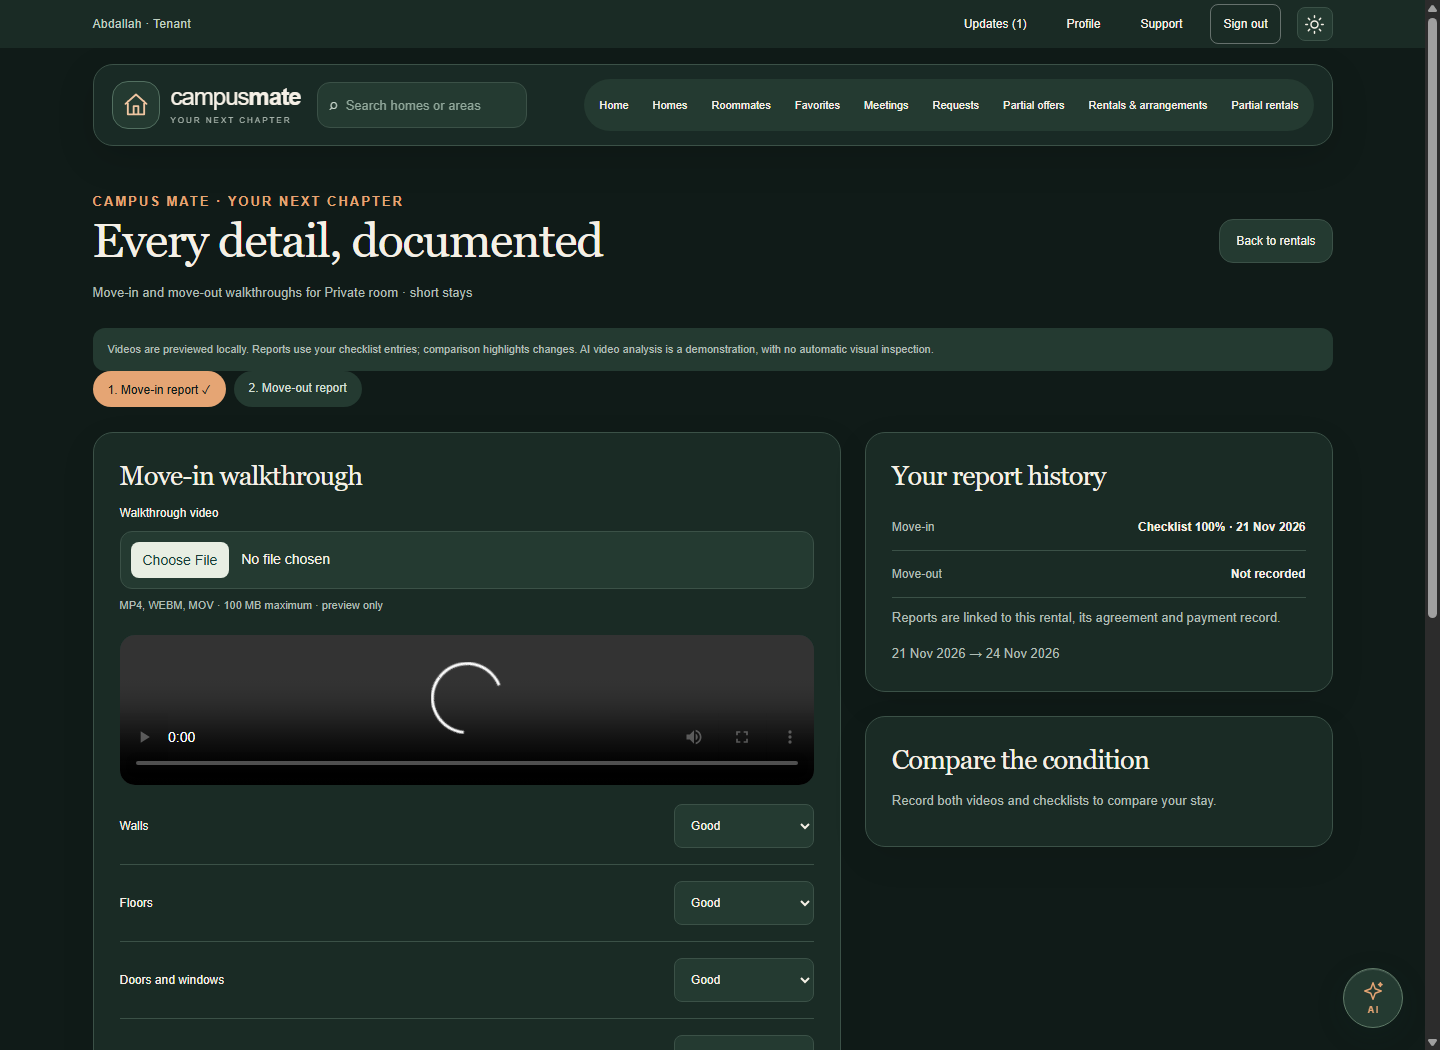 Abdallah · Tenant
Updates (1)
Profile
Support
Sign out
campusmate
YOUR NEXT CHAPTER
Search homes or areas
Home
Homes
Roommates
Favorites
Meetings
Requests
Partial offers
Rentals & arrangements
Partial rentals
CAMPUS MATE · YOUR NEXT CHAPTER
Every detail, documented
Back to rentals
Move-in and move-out walkthroughs for Private room · short stays
Videos are previewed locally. Reports use your checklist entries; comparison highlights changes. AI video analysis is a demonstration, with no automatic visual inspection.
1. Move-in report ✓
2. Move-out report
Move-in walkthrough
Walkthrough video
Choose File No file chosen
MP4, WEBM, MOV · 100 MB maximum · preview only
0:00
Walls
Good
Floors
Good
Doors and windows
Good
Your report history
Move-in
Checklist 100% · 21 Nov 2026
Move-out
Not recorded
Reports are linked to this rental, its agreement and payment record.
21 Nov 2026 → 24 Nov 2026
Compare the condition
Record both videos and checklists to compare your stay.
AI